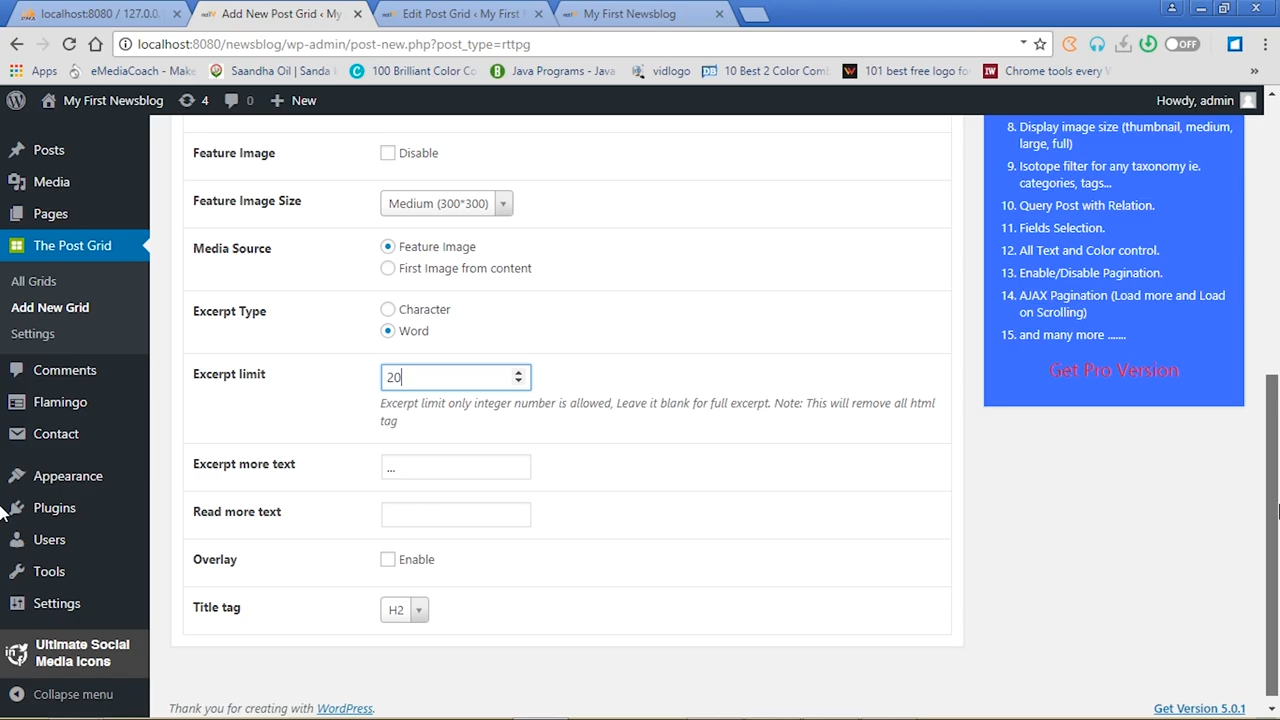 localhost:8080 / 127.0.0.
Add New Post Grid ‹ My
Edit Post Grid ‹ My First
My First Newsblog
localhost:8080/newsblog/wp-admin/post-new.php?post_type=rttpg
OFF
Apps
eMediaCoach - Make
Saandha Oil | Sanda
100 Brilliant Color Co
Java Programs - Java
vidlogo
10 Best 2 Color Comb
101 best free logo fo
Chrome tools every W
»
My First Newsblog
4
0
New
Howdy, admin
Posts
Media
Pages
The Post Grid
All Grids
Add New Grid
Settings
Comments
Flamingo
Contact
Appearance
Plugins
Users
Tools
Settings
Ultimate Social
Media Icons
Collapse menu
Feature Image
Disable
Feature Image Size
Medium (300*300)
Media Source
Feature Image
First Image from content
Excerpt Type
Character
Word
Excerpt limit
20
Excerpt limit only integer number is allowed, Leave it blank for full excerpt. Note: This will remove all html
tag
Excerpt more text
...
Read more text
Overlay
Enable
Title tag
H2
8. Display image size (thumbnail, medium,
large, full)
9. Isotope filter for any taxonomy ie.
categories, tags...
10. Query Post with Relation.
11. Fields Selection.
12. All Text and Color control.
13. Enable/Disable Pagination.
14. AJAX Pagination (Load more and Load
on Scrolling)
15. and many more .......
Get Pro Version
Thank you for creating with WordPress.
Get Version 5.0.1